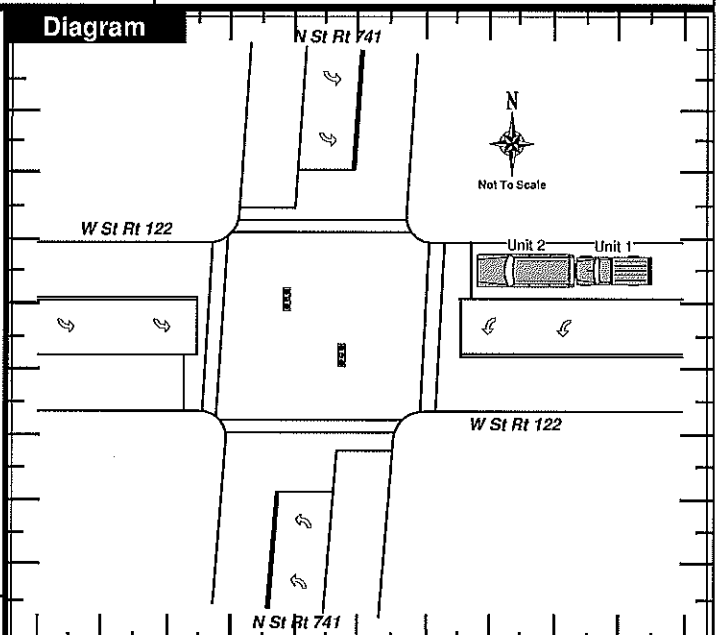 Diagram
N St Rt 741
N
Not To Scale
W St Rt 122
Unit 2
Unit 1
W St Rt 122
N St Rt 741